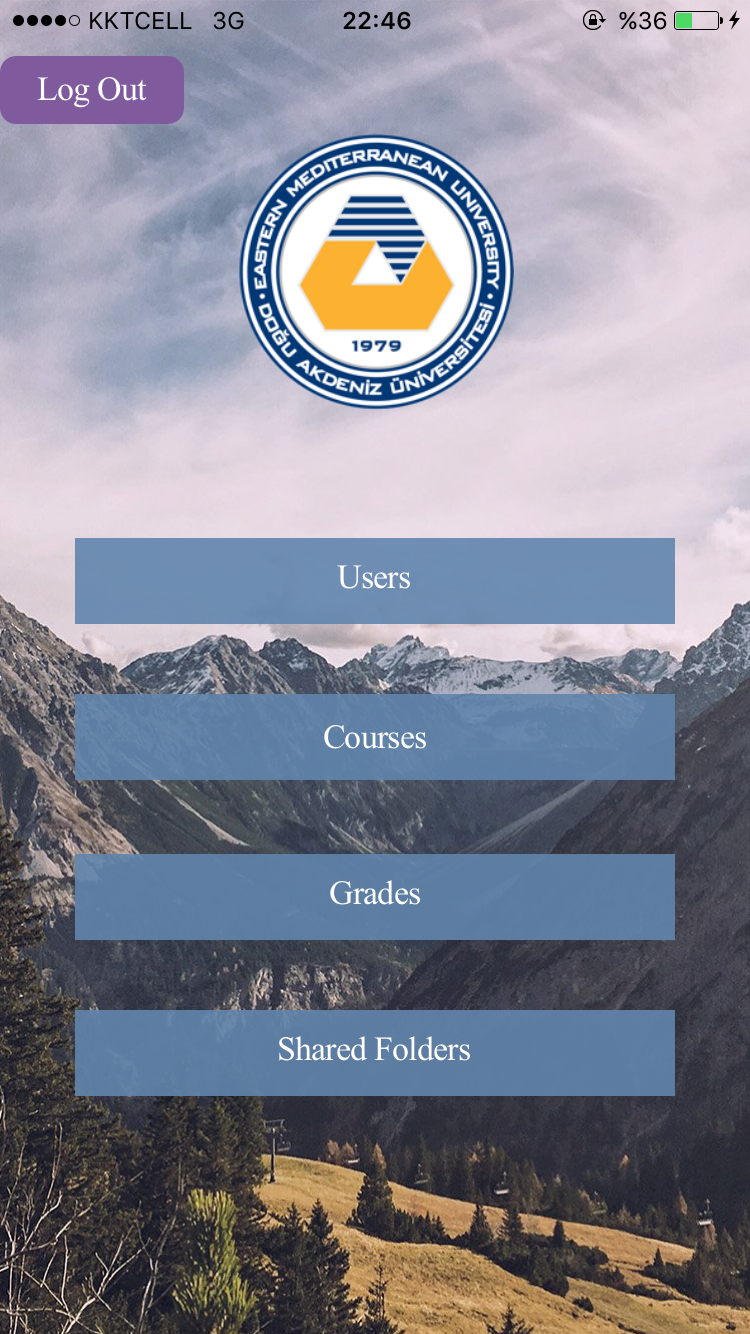 KKTCELL 3G 22:46 %36
Log Out
EASTERN MEDITERRANEAN UNIVERSITY
1979
DOĞU AKDENİZ ÜNİVERSİTESİ
Users
Courses
Grades
Shared Folders